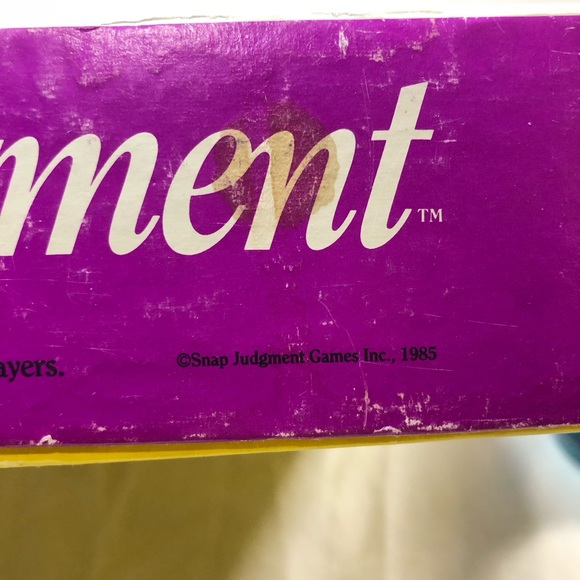 ment™
ayers.
©Snap Judgment Games Inc., 1985